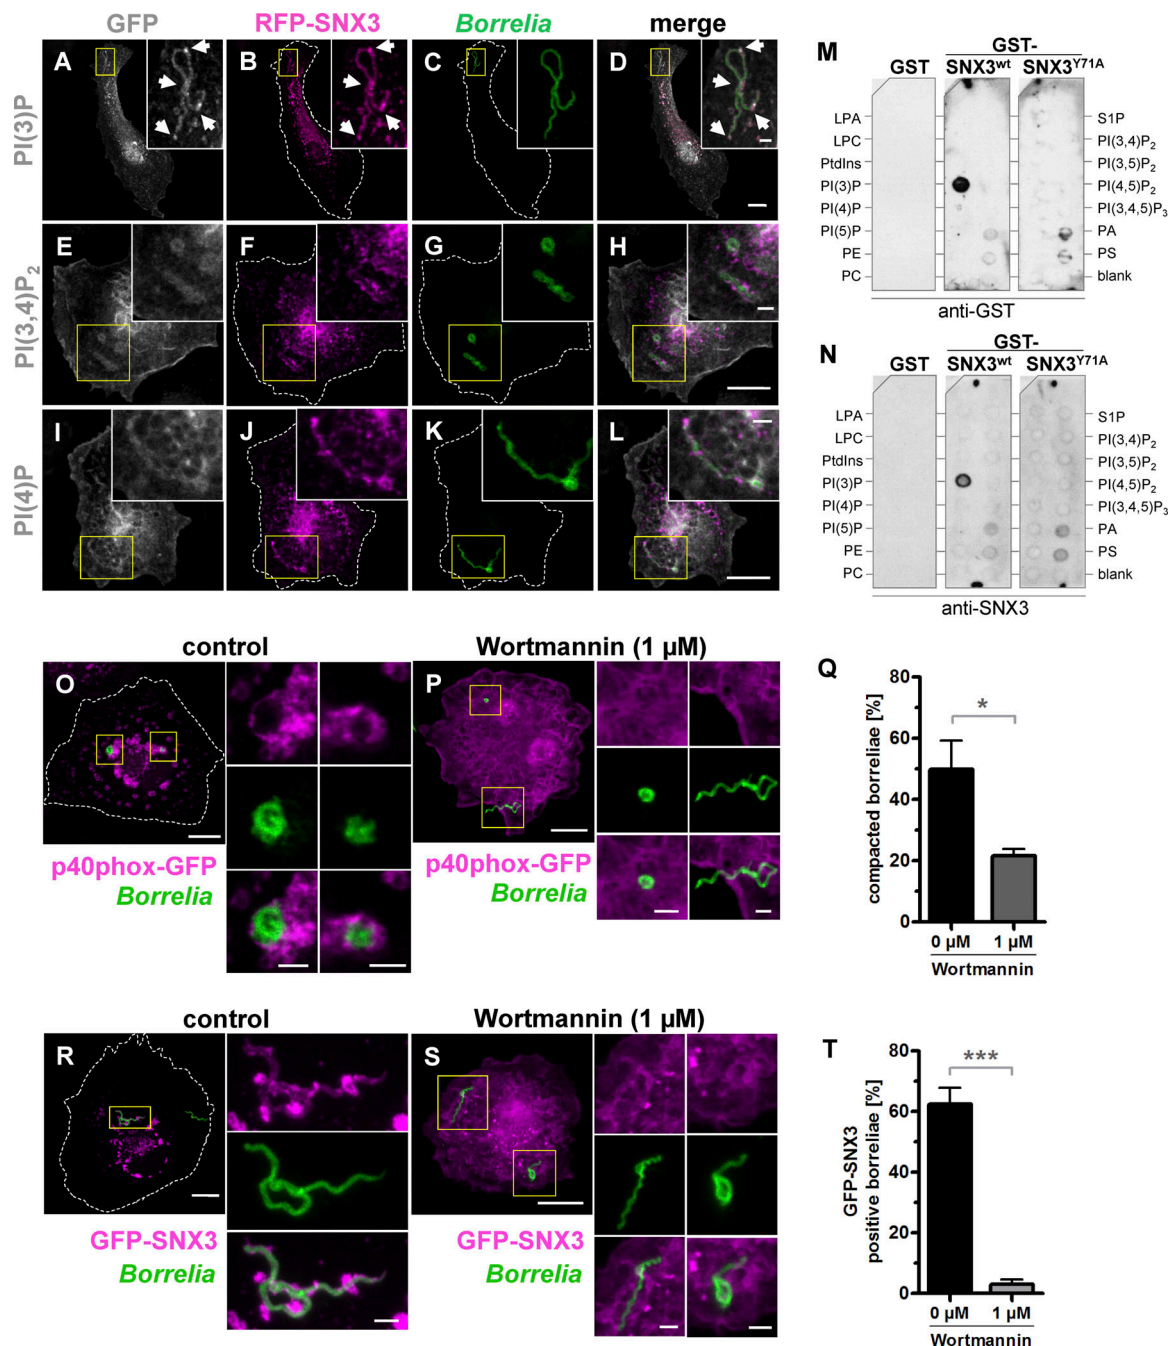 GFP RFP-SNX3 Borrelia merge
PI(3)P
A B C D
PI(3,4)P2
E F G H
PI(4)P
I J K L
M
GST-
GST SNX3wt SNX3Y71A
LPA S1P
LPC PI(3,4)P2
PtdIns PI(3,5)P2
PI(3)P PI(4,5)P2
PI(4)P PI(3,4,5)P3
PI(5)P PA
PE PS
PC blank
anti-GST
N
GST-
GST SNX3wt SNX3Y71A
LPA S1P
LPC PI(3,4)P2
PtdIns PI(3,5)P2
PI(3)P PI(4,5)P2
PI(4)P PI(3,4,5)P3
PI(5)P PA
PE PS
PC blank
anti-SNX3
control Wortmannin (1 µM)
O P
p40phox-GFP
Borrelia
p40phox-GFP
Borrelia
Q
compacted borreliae [%]
80
60
40
20
0
*
0 µM 1 µM
Wortmannin
control Wortmannin (1 µM)
R S
GFP-SNX3
Borrelia
GFP-SNX3
Borrelia
T
GFP-SNX3
positive borreliae [%]
80
60
40
20
0
***
0 µM 1 µM
Wortmannin